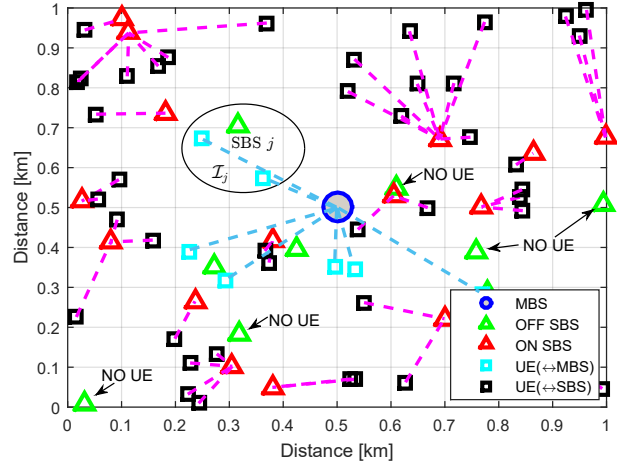 1
0.9
0.8
0.7
0.6
0.5
0.4
0.3
0.2
0.1
0
Distance [km]
SBS j
I_j
NO UE
NO UE
NO UE
NO UE
MBS
OFF SBS
ON SBS
UE(↔MBS)
UE(↔SBS)
0 0.1 0.2 0.3 0.4 0.5 0.6 0.7 0.8 0.9 1
Distance [km]